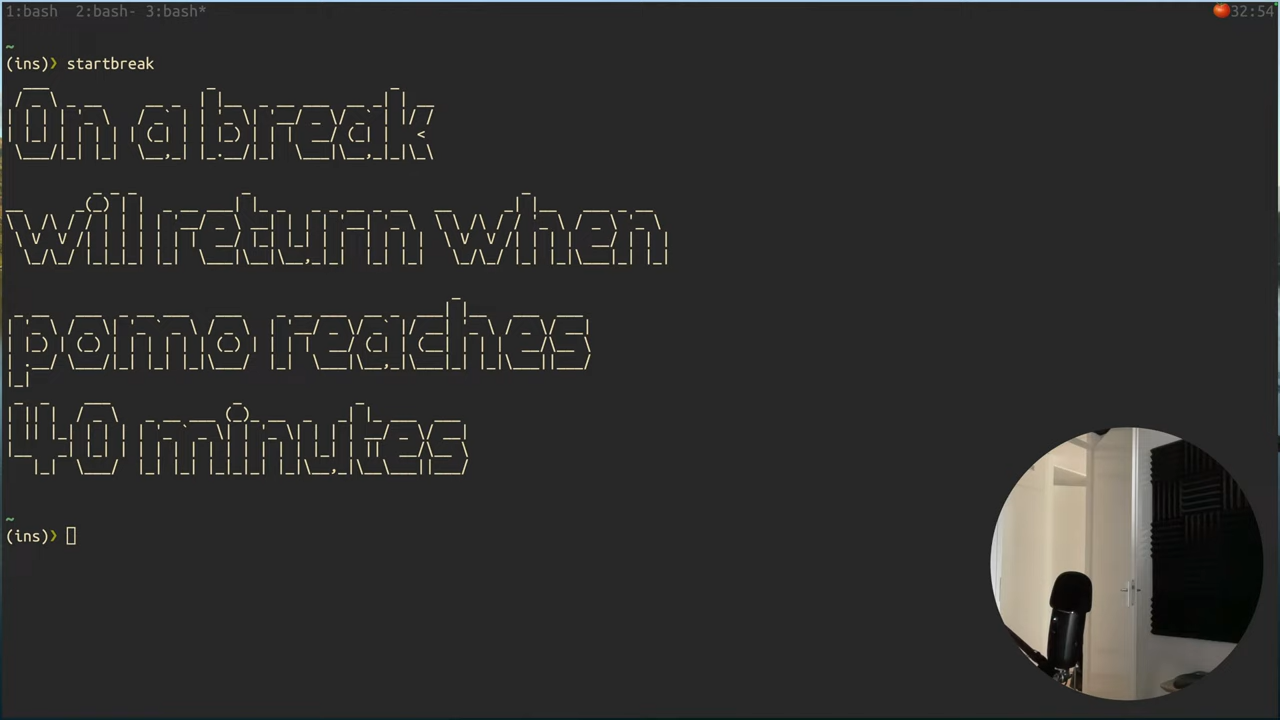 1:bash  2:bash- 3:bash*
🍅32:54
~
(ins)❯ startbreak
On a break
will return when
pomo reaches
40 minutes
~
(ins)❯